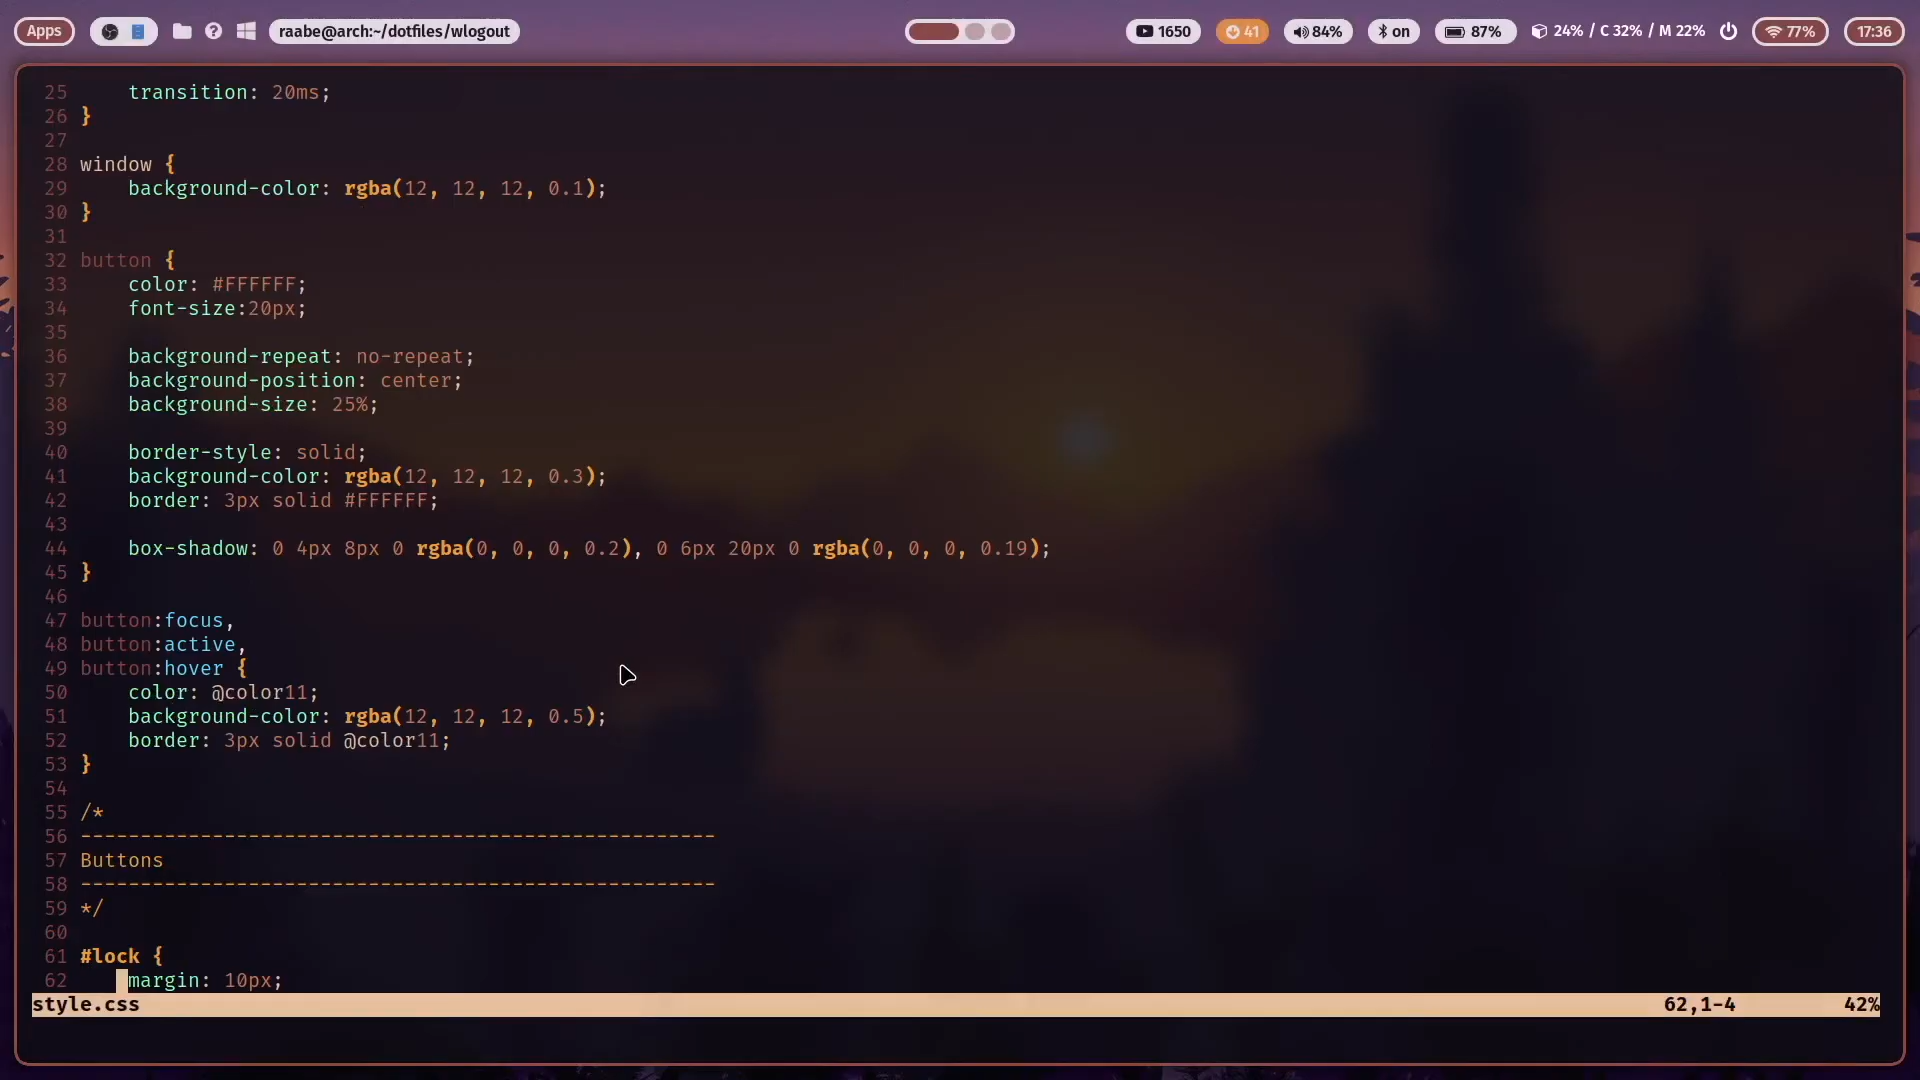 Apps raabe@arch:~/dotfiles/wlogout 1650 41 84% on 87% 24% / C 32% / M 22% 77% 17:36
25     transition: 20ms;
26 }
27
28 window {
29     background-color: rgba(12, 12, 12, 0.1);
30 }
31
32 button {
33     color: #FFFFFF;
34     font-size:20px;
35
36     background-repeat: no-repeat;
37     background-position: center;
38     background-size: 25%;
39
40     border-style: solid;
41     background-color: rgba(12, 12, 12, 0.3);
42     border: 3px solid #FFFFFF;
43
44     box-shadow: 0 4px 8px 0 rgba(0, 0, 0, 0.2), 0 6px 20px 0 rgba(0, 0, 0, 0.19);
45 }
46
47 button:focus,
48 button:active,
49 button:hover {
50     color: @color11;
51     background-color: rgba(12, 12, 12, 0.5);
52     border: 3px solid @color11;
53 }
54
55 /*
56 -----------------------------------------------------
57 Buttons
58 -----------------------------------------------------
59 */
60
61 #lock {
62     margin: 10px;
style.css 62,1-4 42%